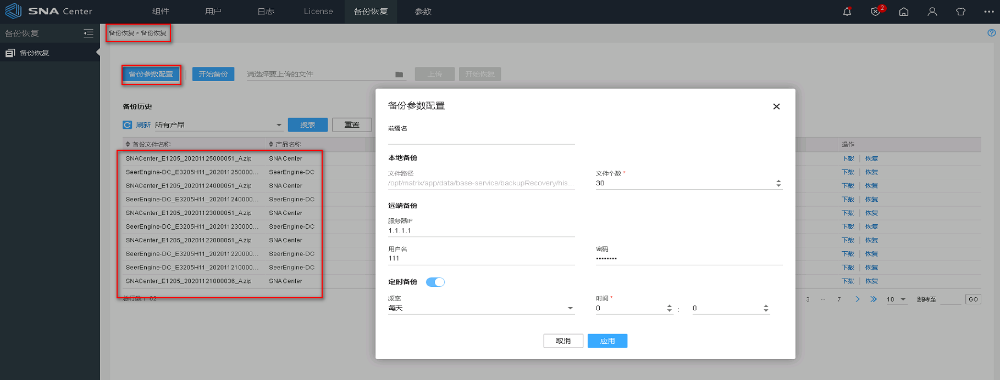 SNA Center
组件
用户
日志
License
备份恢复
参数
2
备份恢复
备份恢复 > 备份恢复
备份恢复
备份参数配置
开始备份
请选择要上传的文件
上传
开始恢复
备份历史
刷新
所有产品
搜索
重置
备份文件名称
产品名称
操作
SNACenter_E1205_20201125000051_A.zip SNA Center 下载 恢复
SeerEngine-DC_E3205H11_202011250000... SeerEngine-DC 下载 恢复
SNACenter_E1205_20201124000051_A.zip SNA Center 下载 恢复
SeerEngine-DC_E3205H11_202011240000... SeerEngine-DC 下载 恢复
SNACenter_E1205_20201123000051_A.zip SNA Center 下载 恢复
SeerEngine-DC_E3205H11_202011230000... SeerEngine-DC 下载 恢复
SNACenter_E1205_20201122000051_A.zip SNA Center 下载 恢复
SeerEngine-DC_E3205H11_202011220000... SeerEngine-DC 下载 恢复
SeerEngine-DC_E3205H11_202011210000... SeerEngine-DC 下载 恢复
SNACenter_E1205_20201121000036_A.zip SNA Center 下载 恢复
总行数： 62
3 ... 7 10 跳转至 GO
备份参数配置
前缀名
本地备份
文件路径
/opt/matrix/app/data/base-service/backupRecovery/his...
文件个数 *
30
远端备份
服务器IP
1.1.1.1
用户名
111
密码
••••••••
定时备份
频率
每天
时间 *
0 : 0
取消
应用